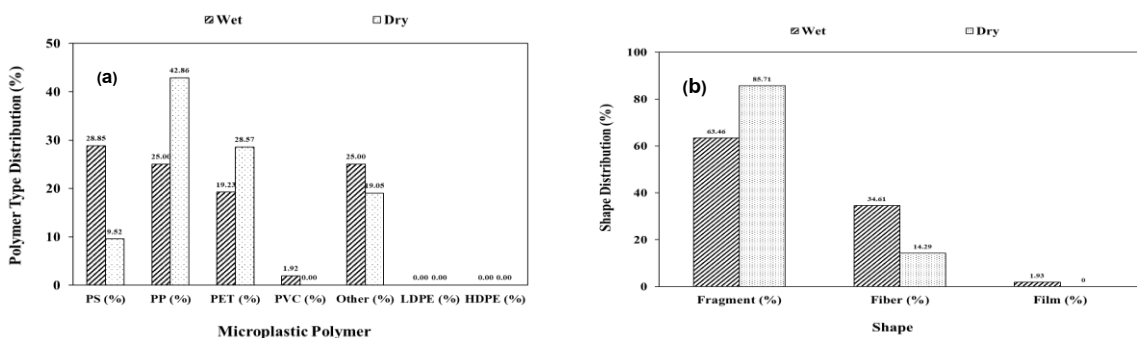 Wet Dry
(a)
Polymer Type Distribution (%)
50
40
30
20
10
0
28.85 9.52
25.00 42.86
19.23 28.57
1.92 0.00
25.00 19.05
0.00 0.00
0.00 0.00
PS (%) PP (%) PET (%) PVC (%) Other (%) LDPE (%) HDPE (%)
Microplastic Polymer
Wet Dry
(b)
Shape Distribution (%)
100
80
60
40
20
0
63.46 85.71
34.61 14.29
1.93 0
Fragment (%) Fiber (%) Film (%)
Shape